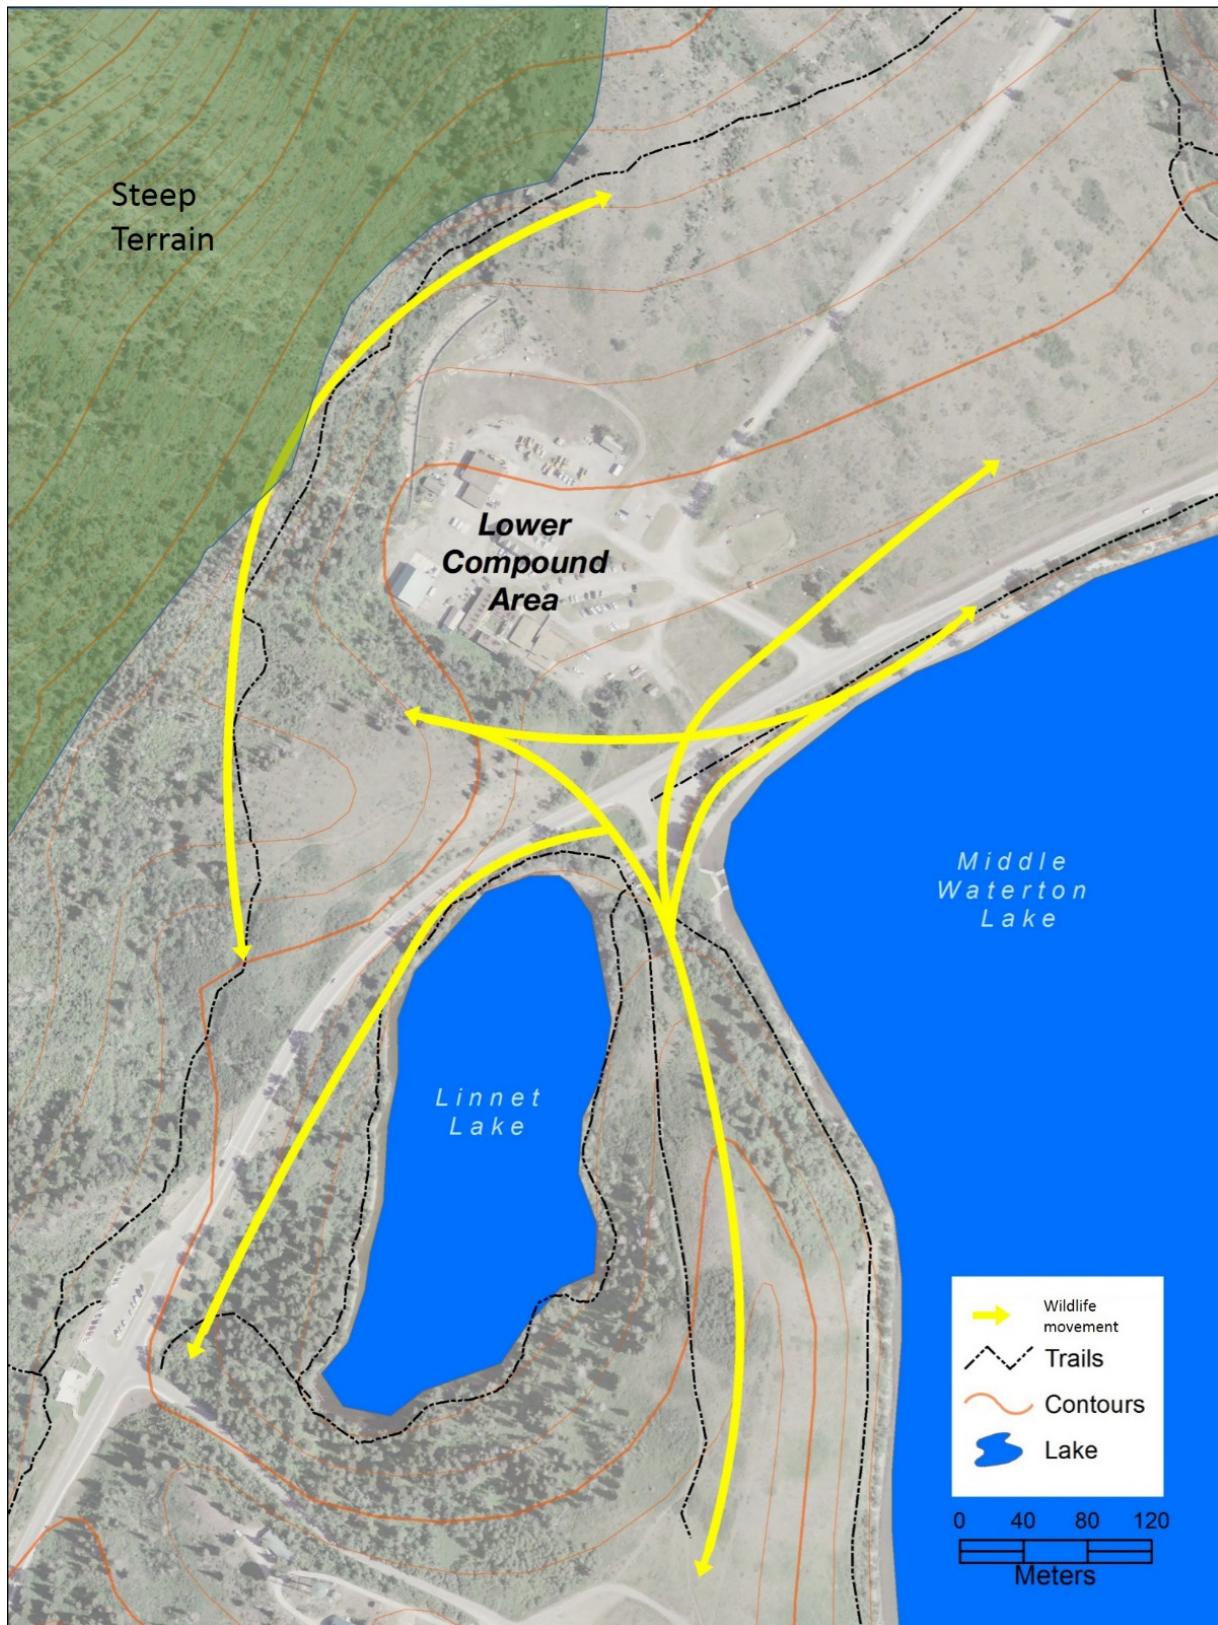 Steep
Terrain
Lower
Compound
Area
Middle
Waterton
Lake
Linnet
Lake
Wildlife
movement
Trails
Contours
Lake
0 40 80 120
Meters